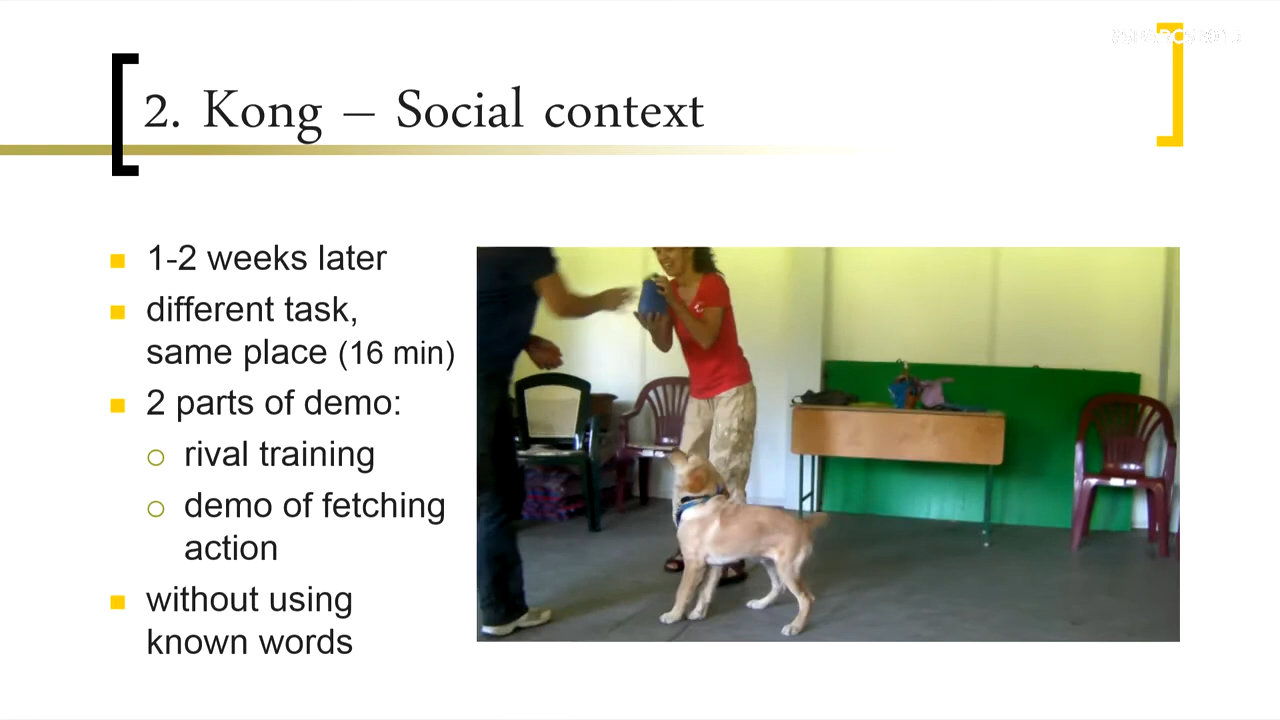 2. Kong – Social context
1-2 weeks later
different task,
same place (16 min)
2 parts of demo:
rival training
demo of fetching
action
without using
known words